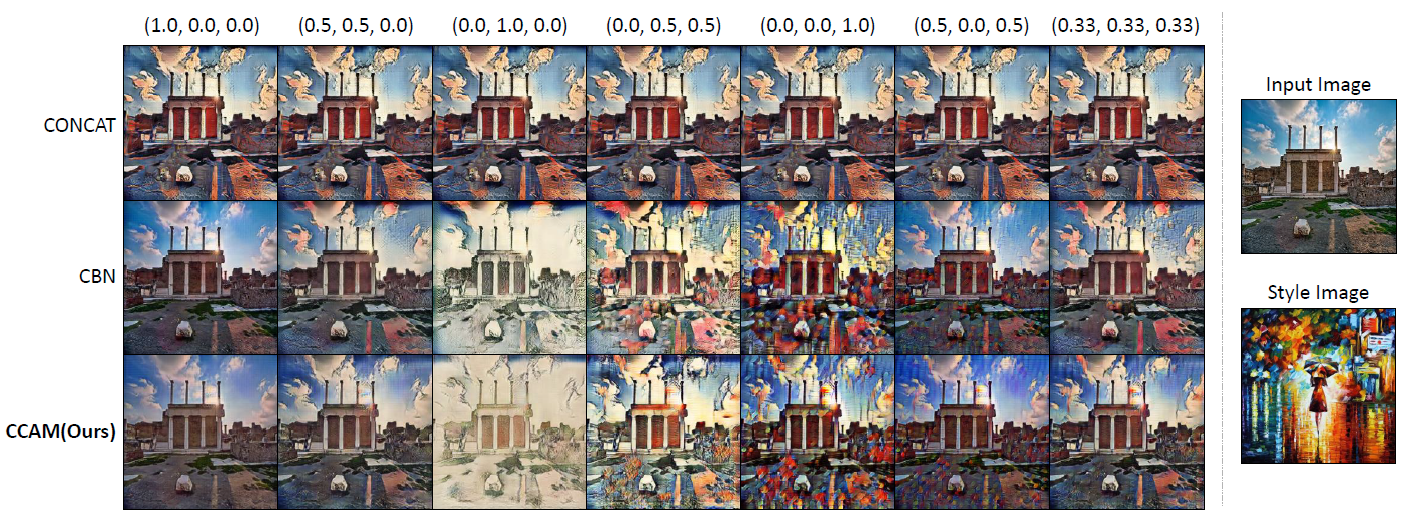 (1.0, 0.0, 0.0) (0.5, 0.5, 0.0) (0.0, 1.0, 0.0) (0.0, 0.5, 0.5) (0.0, 0.0, 1.0) (0.5, 0.0, 0.5) (0.33, 0.33, 0.33)
CONCAT
CBN
CCAM(Ours)
Input Image
Style Image